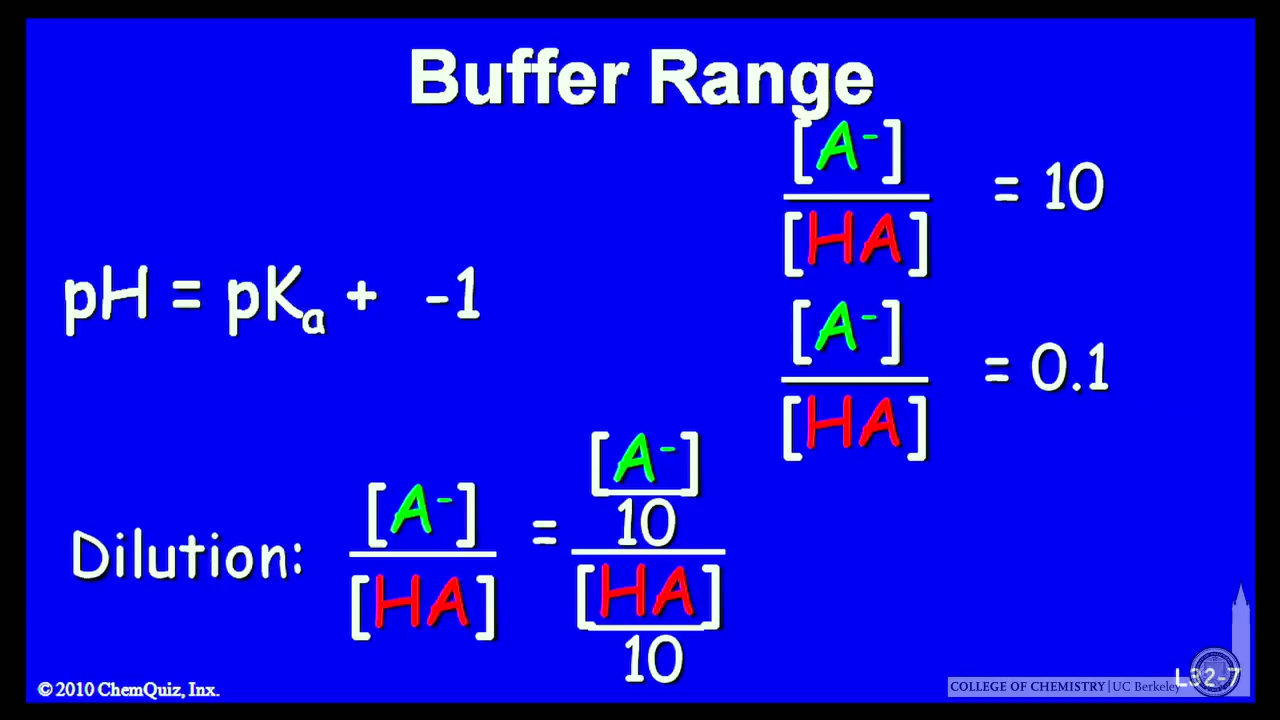 Buffer Range
[A⁻]
[HA]
= 10
pH = pKₐ + -1
[A⁻]
[HA]
= 0.1
Dilution:
[A⁻]
[HA]
=
[A⁻]
10
[HA]
10
© 2010 ChemQuiz, Inx.
COLLEGE OF CHEMISTRY | UC Berkeley
L32-7